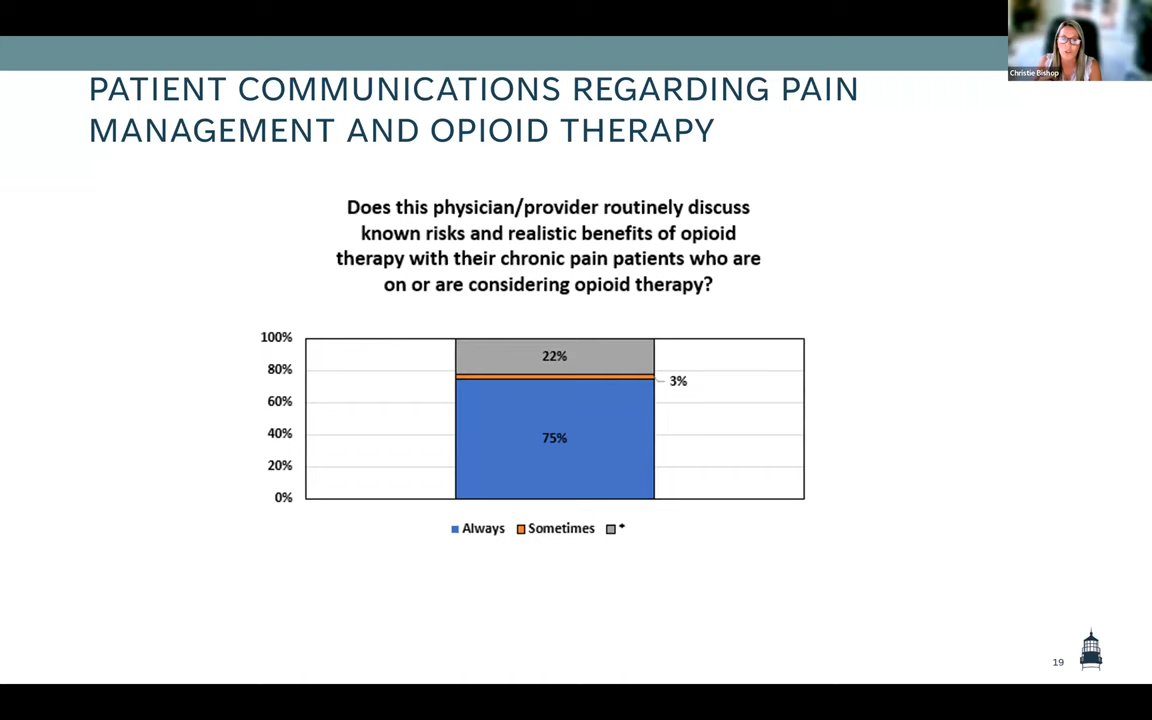 Christie Bishop
PATIENT COMMUNICATIONS REGARDING PAIN
MANAGEMENT AND OPIOID THERAPY
Does this physician/provider routinely discuss
known risks and realistic benefits of opioid
therapy with their chronic pain patients who are
on or are considering opioid therapy?
100%
80%
60%
40%
20%
0%
22%
3%
75%
Always Sometimes *
19